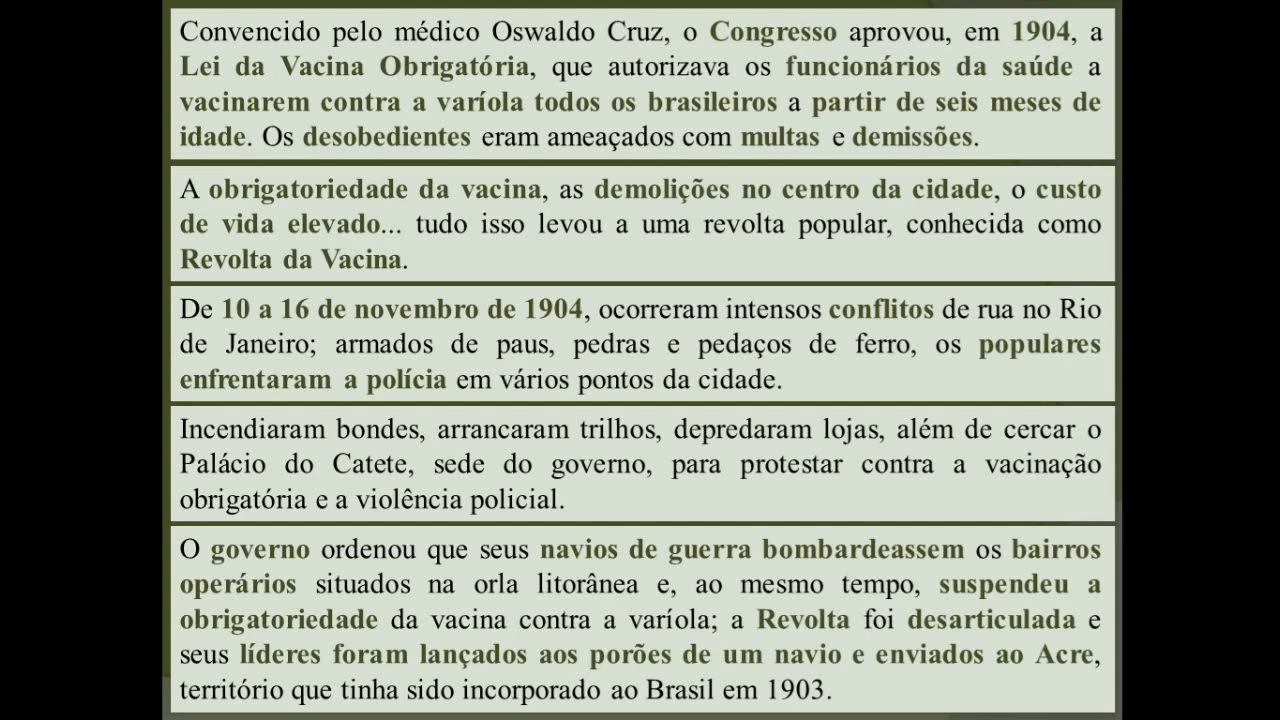 Convencido pelo médico Oswaldo Cruz, o Congresso aprovou, em 1904, a
Lei da Vacina Obrigatória, que autorizava os funcionários da saúde a
vacinarem contra a varíola todos os brasileiros a partir de seis meses de
idade. Os desobedientes eram ameaçados com multas e demissões.
A obrigatoriedade da vacina, as demolições no centro da cidade, o custo
de vida elevado... tudo isso levou a uma revolta popular, conhecida como
Revolta da Vacina.
De 10 a 16 de novembro de 1904, ocorreram intensos conflitos de rua no Rio
de Janeiro; armados de paus, pedras e pedaços de ferro, os populares
enfrentaram a polícia em vários pontos da cidade.
Incendiaram bondes, arrancaram trilhos, depredaram lojas, além de cercar o
Palácio do Catete, sede do governo, para protestar contra a vacinação
obrigatória e a violência policial.
O governo ordenou que seus navios de guerra bombardeassem os bairros
operários situados na orla litorânea e, ao mesmo tempo, suspendeu a
obrigatoriedade da vacina contra a varíola; a Revolta foi desarticulada e
seus líderes foram lançados aos porões de um navio e enviados ao Acre,
território que tinha sido incorporado ao Brasil em 1903.